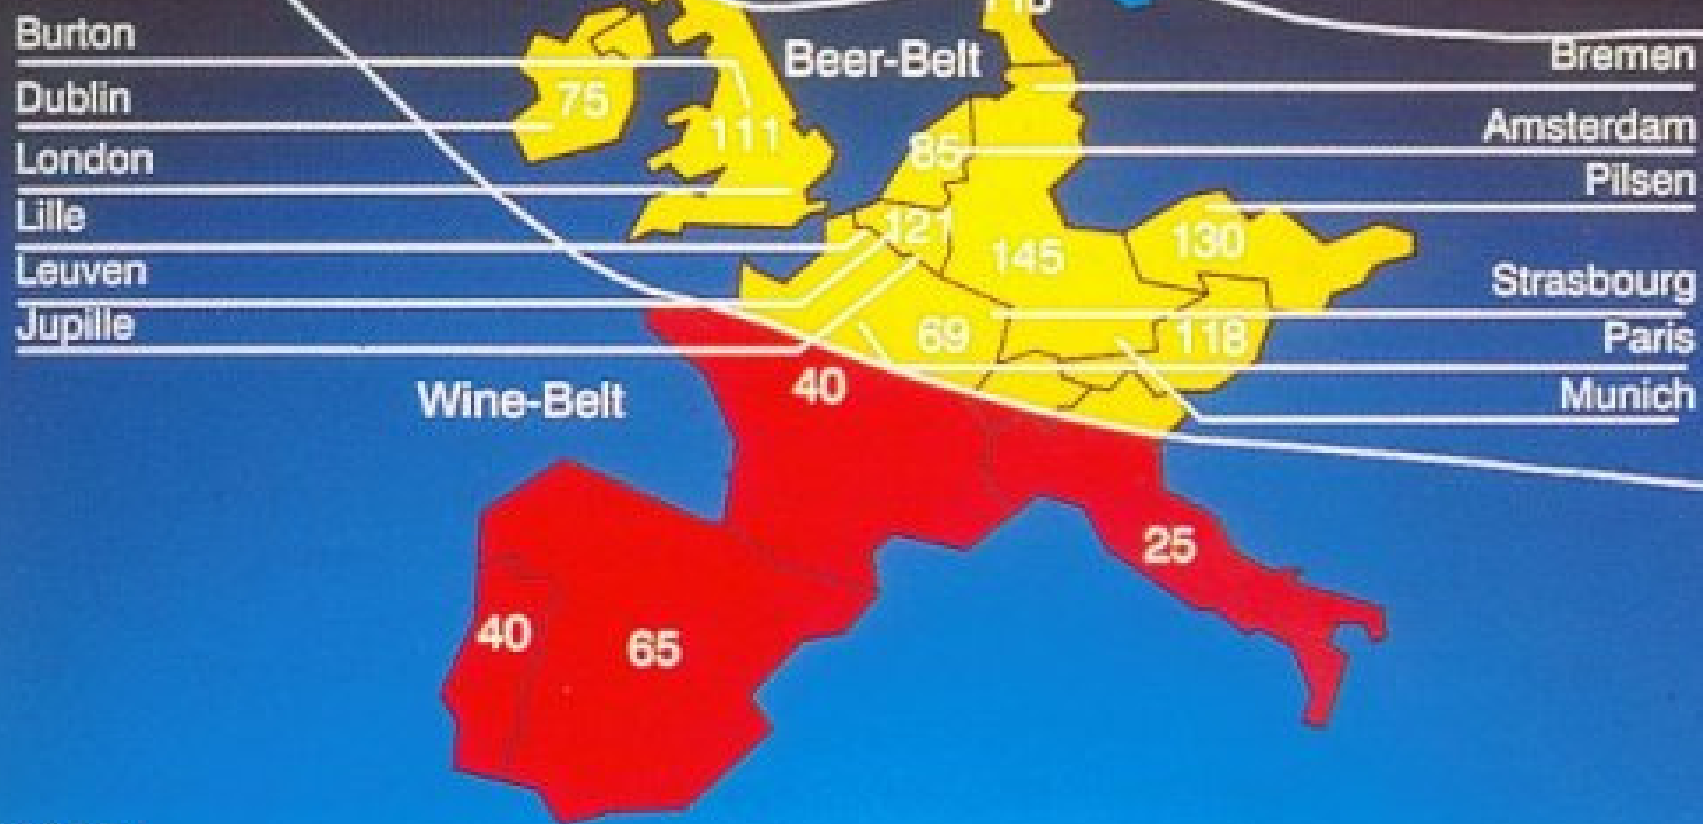 Burton
Dublin
London
Lille
Leuven
Jupille
Beer-Belt
Wine-Belt
Bremen
Amsterdam
Pilsen
Strasbourg
Paris
Munich
75
111
85
121
145
130
69
118
40
25
40
65